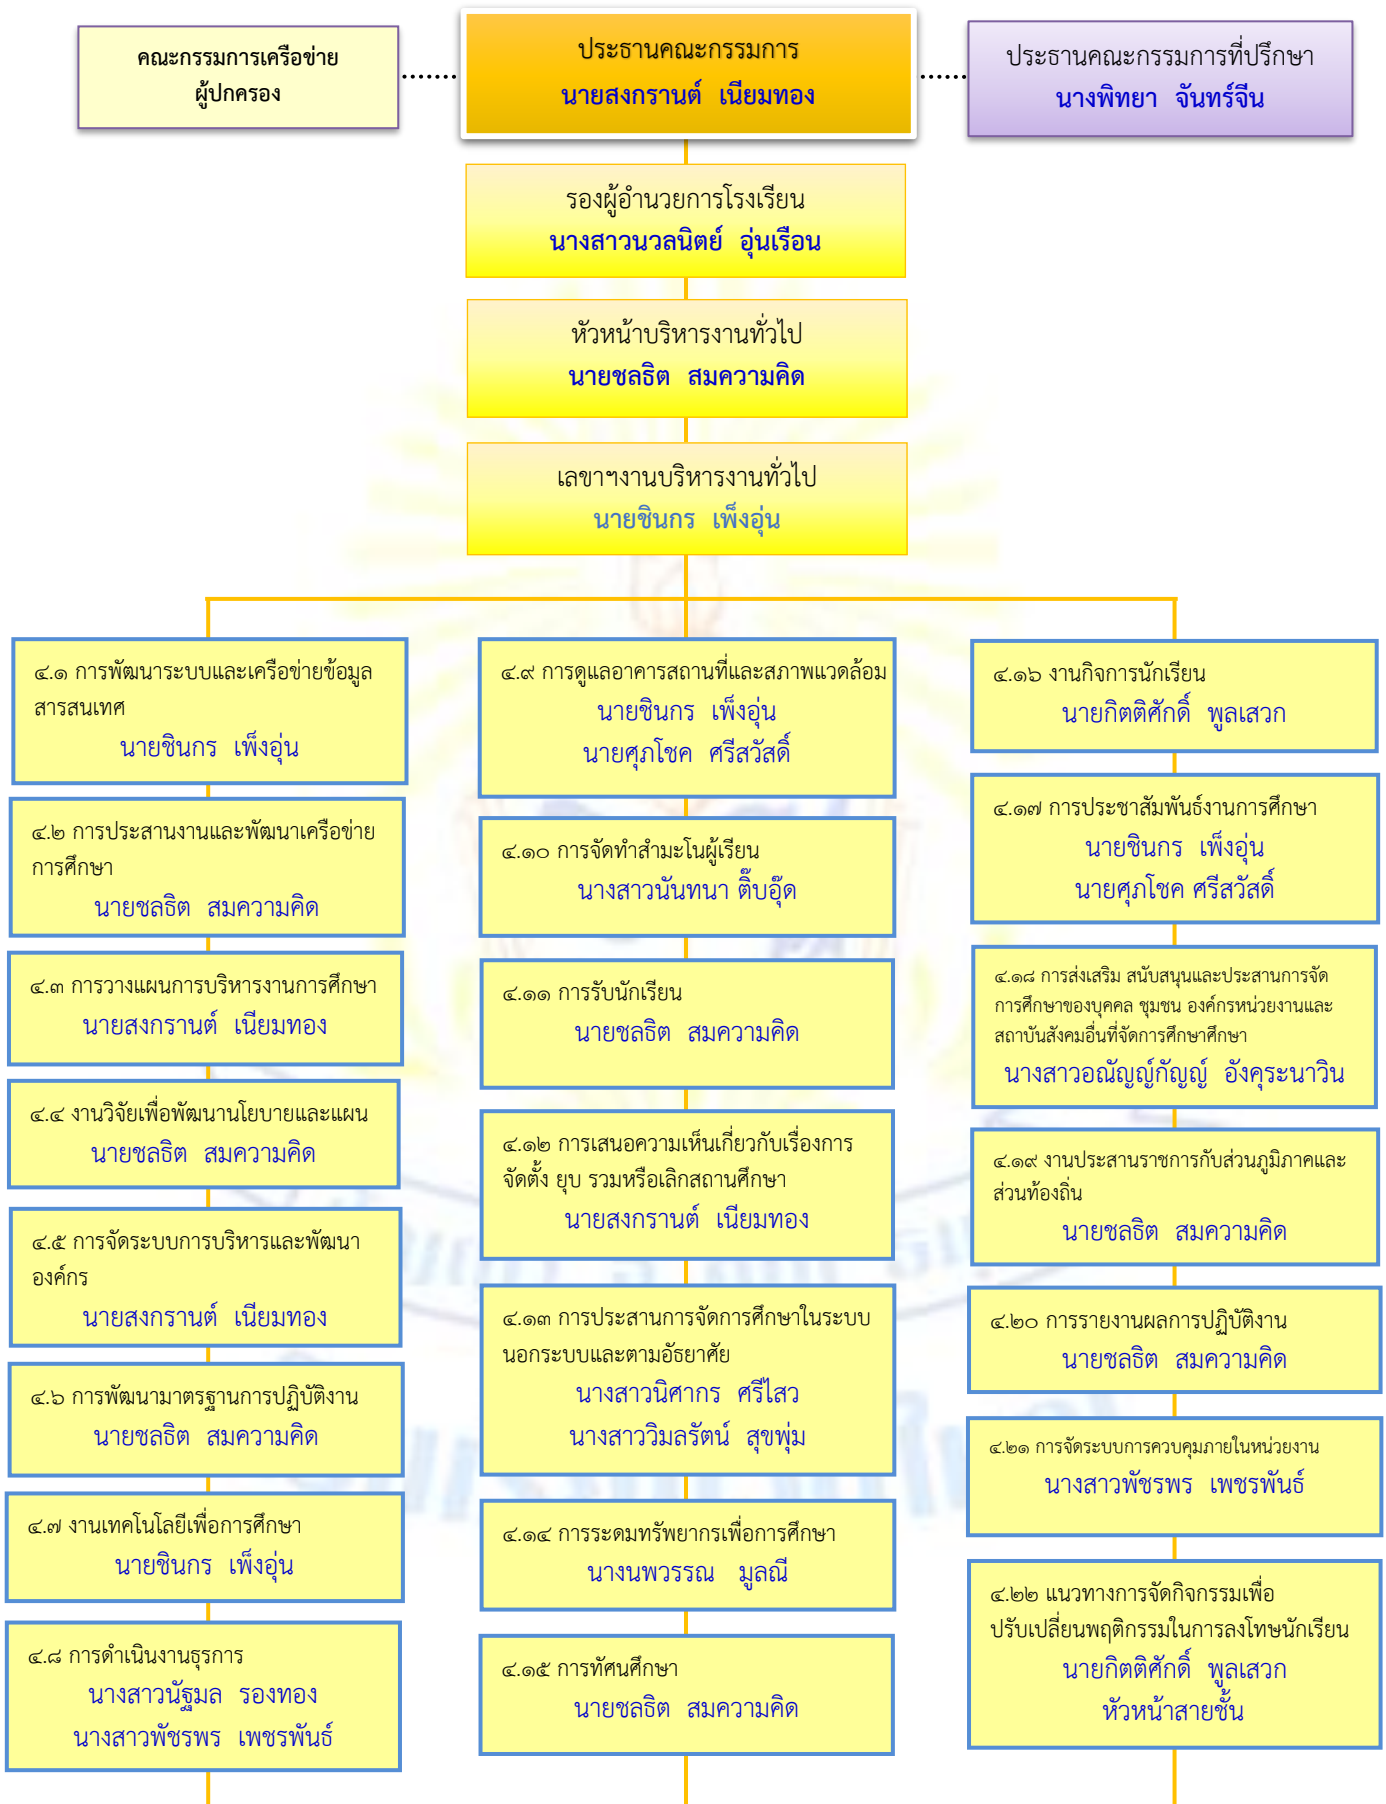 คณะกรรมการเครือข่าย
ผู้ปกครอง
ประธานคณะกรรมการ
นายสงกรานต์ เนียมทอง
ประธานคณะกรรมการที่ปรึกษา
นางพิทยา จันทร์จีน
รองผู้อำนวยการโรงเรียน
นางสาวนวลนิตย์ อุ่นเรือน
หัวหน้าบริหารงานทั่วไป
นายชลธิต สมความคิด
เลขาฯงานบริหารงานทั่วไป
นายชินกร เพ็งอุ่น
๔.๑ การพัฒนาระบบและเครือข่ายข้อมูล
สารสนเทศ
นายชินกร เพ็งอุ่น
๔.๒ การประสานงานและพัฒนาเครือข่าย
การศึกษา
นายชลธิต สมความคิด
๔.๓ การวางแผนการบริหารงานการศึกษา
นายสงกรานต์ เนียมทอง
๔.๔ งานวิจัยเพื่อพัฒนานโยบายและแผน
นายชลธิต สมความคิด
๔.๕ การจัดระบบการบริหารและพัฒนา
องค์กร
นายสงกรานต์ เนียมทอง
๔.๖ การพัฒนามาตรฐานการปฏิบัติงาน
นายชลธิต สมความคิด
๔.๗ งานเทคโนโลยีเพื่อการศึกษา
นายชินกร เพ็งอุ่น
๔.๘ การดำเนินงานธุรการ
นางสาวนัฐมล รองทอง
นางสาวพัชรพร เพชรพันธ์
๔.๙ การดูแลอาคารสถานที่และสภาพแวดล้อม
นายชินกร เพ็งอุ่น
นายศุภโชค ศรีสวัสดิ์
๔.๑๐ การจัดทำสำมะโนผู้เรียน
นางสาวนันทนา ติ๊บอุ๊ด
๔.๑๑ การรับนักเรียน
นายชลธิต สมความคิด
๔.๑๒ การเสนอความเห็นเกี่ยวกับเรื่องการ
จัดตั้ง ยุบ รวมหรือเลิกสถานศึกษา
นายสงกรานต์ เนียมทอง
๔.๑๓ การประสานการจัดการศึกษาในระบบ
นอกระบบและตามอัธยาศัย
นางสาวนิศากร ศรีไสว
นางสาววิมลรัตน์ สุขพุ่ม
๔.๑๔ การระดมทรัพยากรเพื่อการศึกษา
นางนพวรรณ มูลณี
๔.๑๕ การทัศนศึกษา
นายชลธิต สมความคิด
๔.๑๖ งานกิจการนักเรียน
นายกิตติศักดิ์ พูลเสวก
๔.๑๗ การประชาสัมพันธ์งานการศึกษา
นายชินกร เพ็งอุ่น
นายศุภโชค ศรีสวัสดิ์
๔.๑๘ การส่งเสริม สนับสนุนและประสานการจัด
การศึกษาของบุคคล ชุมชน องค์กรหน่วยงานและ
สถาบันสังคมอื่นที่จัดการศึกษาศึกษา
นางสาวอณัญญ์กัญญ์ อังคุระนาวิน
๔.๑๙ งานประสานราชการกับส่วนภูมิภาคและ
ส่วนท้องถิ่น
นายชลธิต สมความคิด
๔.๒๐ การรายงานผลการปฏิบัติงาน
นายชลธิต สมความคิด
๔.๒๑ การจัดระบบการควบคุมภายในหน่วยงาน
นางสาวพัชรพร เพชรพันธ์
๔.๒๒ แนวทางการจัดกิจกรรมเพื่อ
ปรับเปลี่ยนพฤติกรรมในการลงโทษนักเรียน
นายกิตติศักดิ์ พูลเสวก
หัวหน้าสายชั้น